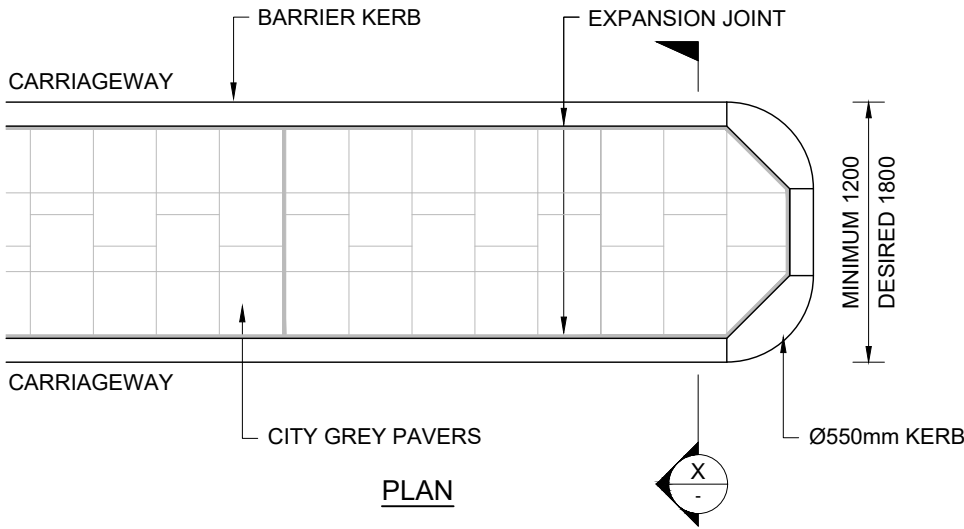 BARRIER KERB
EXPANSION JOINT
CARRIAGEWAY
MINIMUM 1200
DESIRED 1800
CARRIAGEWAY
CITY GREY PAVERS
Ø550mm KERB
PLAN
X
-